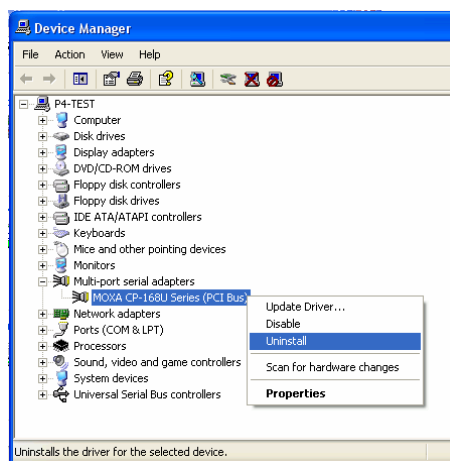 Device Manager
File Action View Help
P4-TEST
Computer
Disk drives
Display adapters
DVD/CD-ROM drives
Floppy disk controllers
Floppy disk drives
IDE ATA/ATAPI controllers
Keyboards
Mice and other pointing devices
Monitors
Multi-port serial adapters
MOXA CP-168U Series (PCI Bus)
Network adapters
Ports (COM & LPT)
Processors
Sound, video and game controllers
System devices
Universal Serial Bus controllers
Update Driver...
Disable
Uninstall
Scan for hardware changes
Properties
Uninstalls the driver for the selected device.